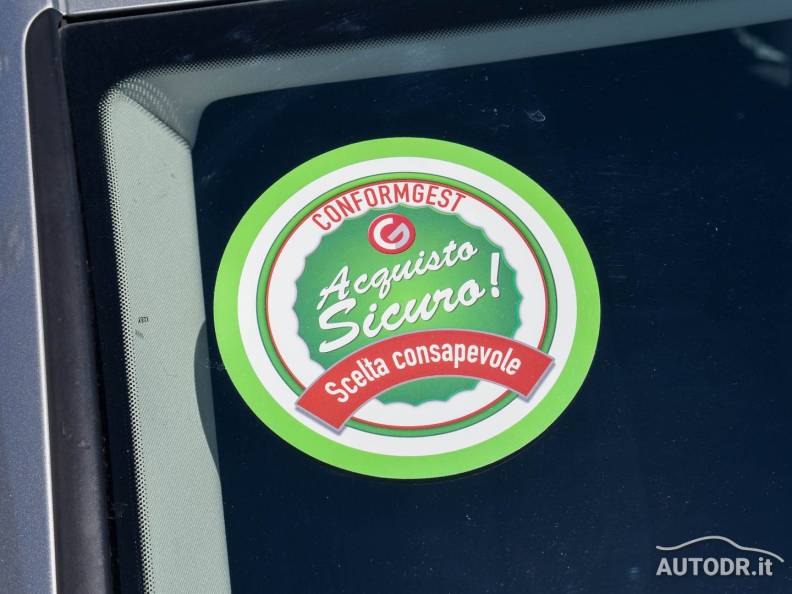 CONFORMGEST
Acquisto
Sicuro!
Scelta consapevole
AUTODR.it